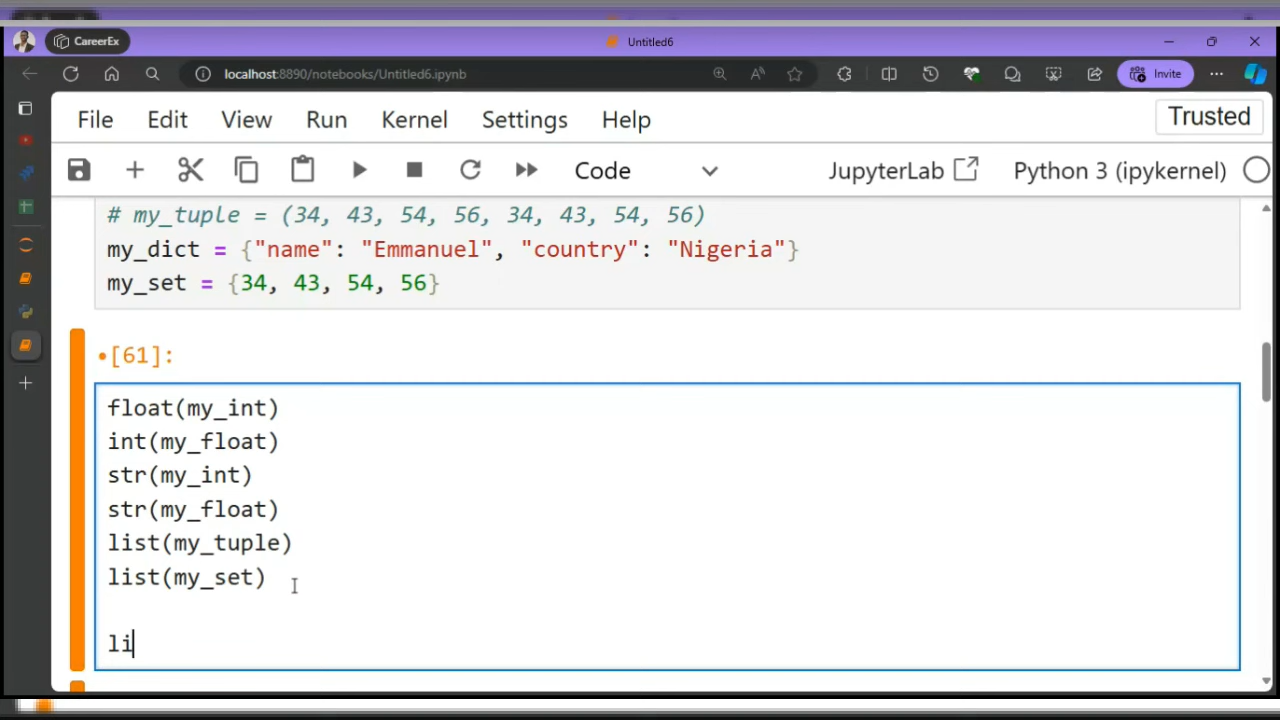 CareerEx
Untitled6
localhost:8890/notebooks/Untitled6.ipynb
Invite
File Edit View Run Kernel Settings Help
Trusted
Code
JupyterLab
Python 3 (ipykernel)
# my_tuple = (34, 43, 54, 56, 34, 43, 54, 56)
my_dict = {"name": "Emmanuel", "country": "Nigeria"}
my_set = {34, 43, 54, 56}
•[61]:
float(my_int)
int(my_float)
str(my_int)
str(my_float)
list(my_tuple)
list(my_set)
li